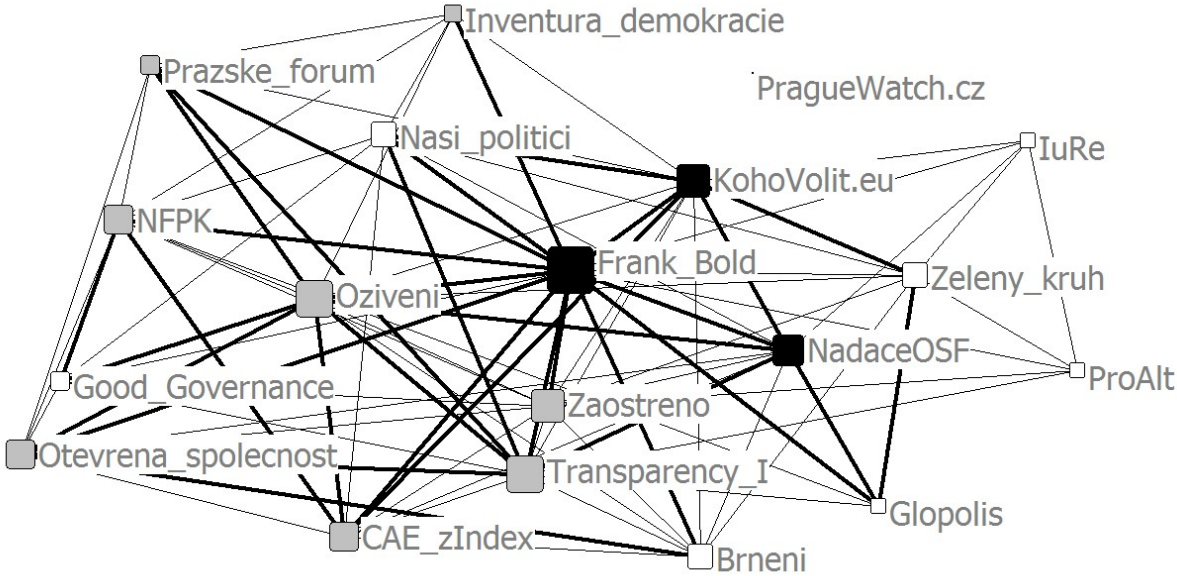 Inventura_demokracie
Prazske_forum
PragueWatch.cz
Nasi_politici
IuRe
KohoVolit.eu
NFPK
Frank_Bold
Zeleny_kruh
Oziveni
NadaceOSF
ProAlt
Good_Governance
Zaostreno
Otevrena_spolecnost
Transparency_I
Glopolis
CAE_zIndex
Brneni